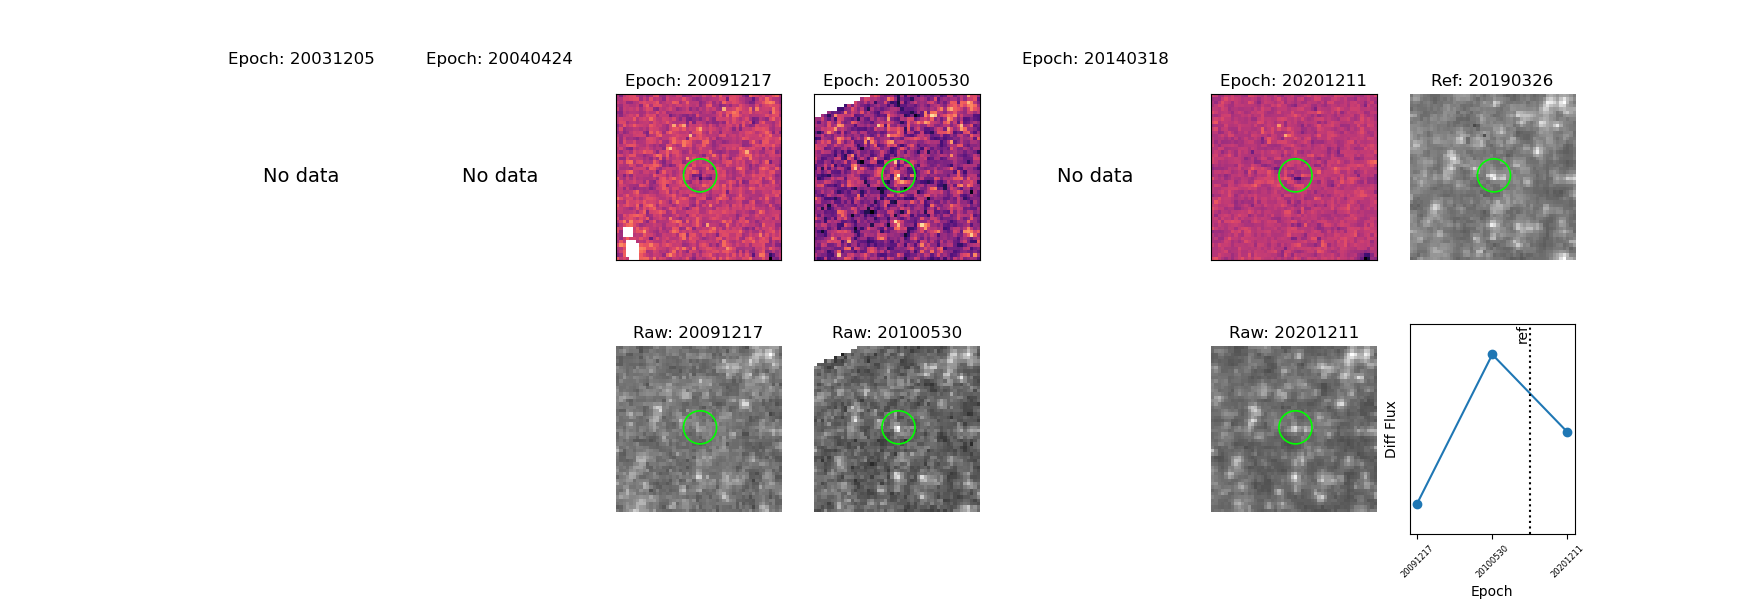 Epoch: 20031205
Epoch: 20040424
Epoch: 20140318
Epoch: 20091217
Epoch: 20100530
Epoch: 20201211
Ref: 20190326
No data
No data
No data
Raw: 20091217
Raw: 20100530
Raw: 20201211
ref
Diff Flux
20091217
20100530
20201211
Epoch